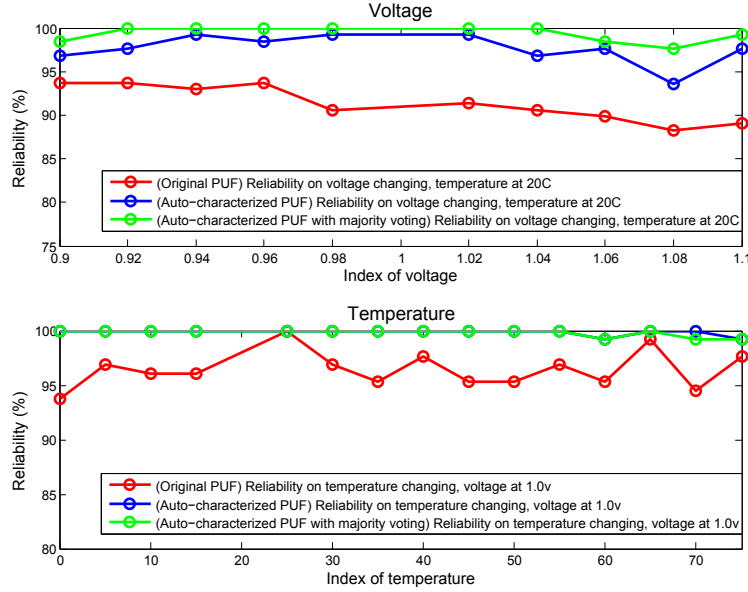 Voltage
Reliability (%)
100
95
90
85
80
75
(Original PUF) Reliability on voltage changing, temperature at 20C
(Auto-characterized PUF) Reliability on voltage changing, temperature at 20C
(Auto-characterized PUF with majority voting) Reliability on voltage changing, temperature at 20C
0.9 0.92 0.94 0.96 0.98 1 1.02 1.04 1.06 1.08 1.1
Index of voltage
Temperature
Reliability (%)
100
95
90
85
80
(Original PUF) Reliability on temperature changing, voltage at 1.0v
(Auto-characterized PUF) Reliability on temperature changing, voltage at 1.0v
(Auto-characterized PUF with majority voting) Reliability on temperature changing, voltage at 1.0v
0 10 20 30 40 50 60 70
Index of temperature